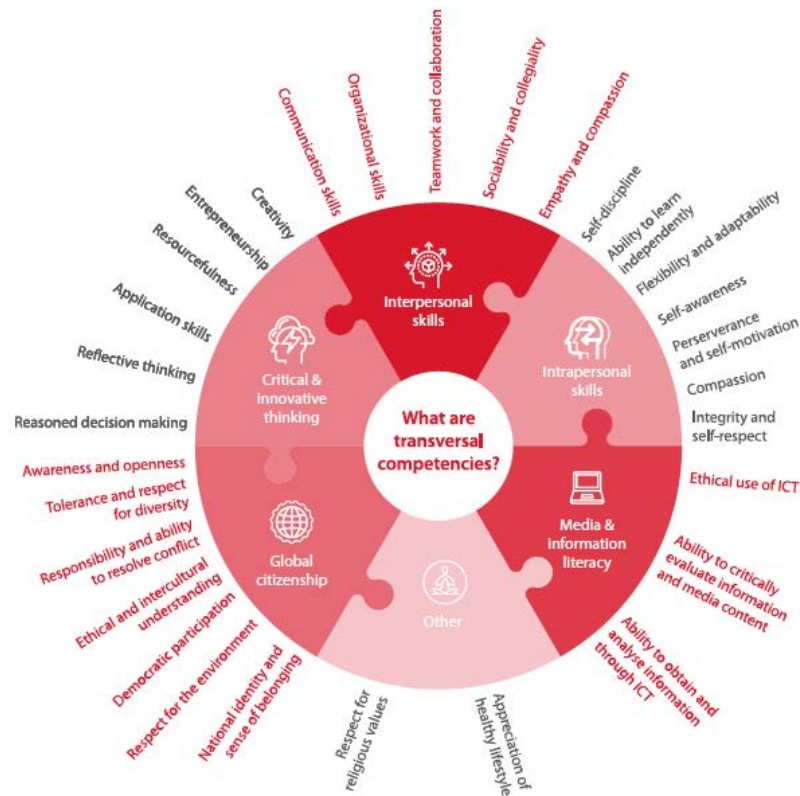 What are
transversal
competencies?
Interpersonal
skills
Communication skills
Organizational skills
Teamwork and collaboration
Sociability and collegiality
Empathy and compassion
Intrapersonal
skills
Self-discipline
Ability to learn
independently
Flexibility and adaptability
Self-awareness
Perserverance
and self-motivation
Compassion
Integrity and
self-respect
Media &
information
literacy
Ethical use of ICT
Ability to critically
evaluate information
and media content
Ability to obtain and
analyse information
through ICT
Other
Appreciation of
healthy lifestyle
Respect for
religious values
Global
citizenship
National identity and
sense of belonging
Respect for the environment
Democratic participation
Ethical and intercultural
understanding
Responsibility and ability
to resolve conflict
Tolerance and respect
for diversity
Awareness and openness
Critical &
innovative
thinking
Reasoned decision making
Reflective thinking
Application skills
Resourcefulness
Entrepreneurship
Creativity